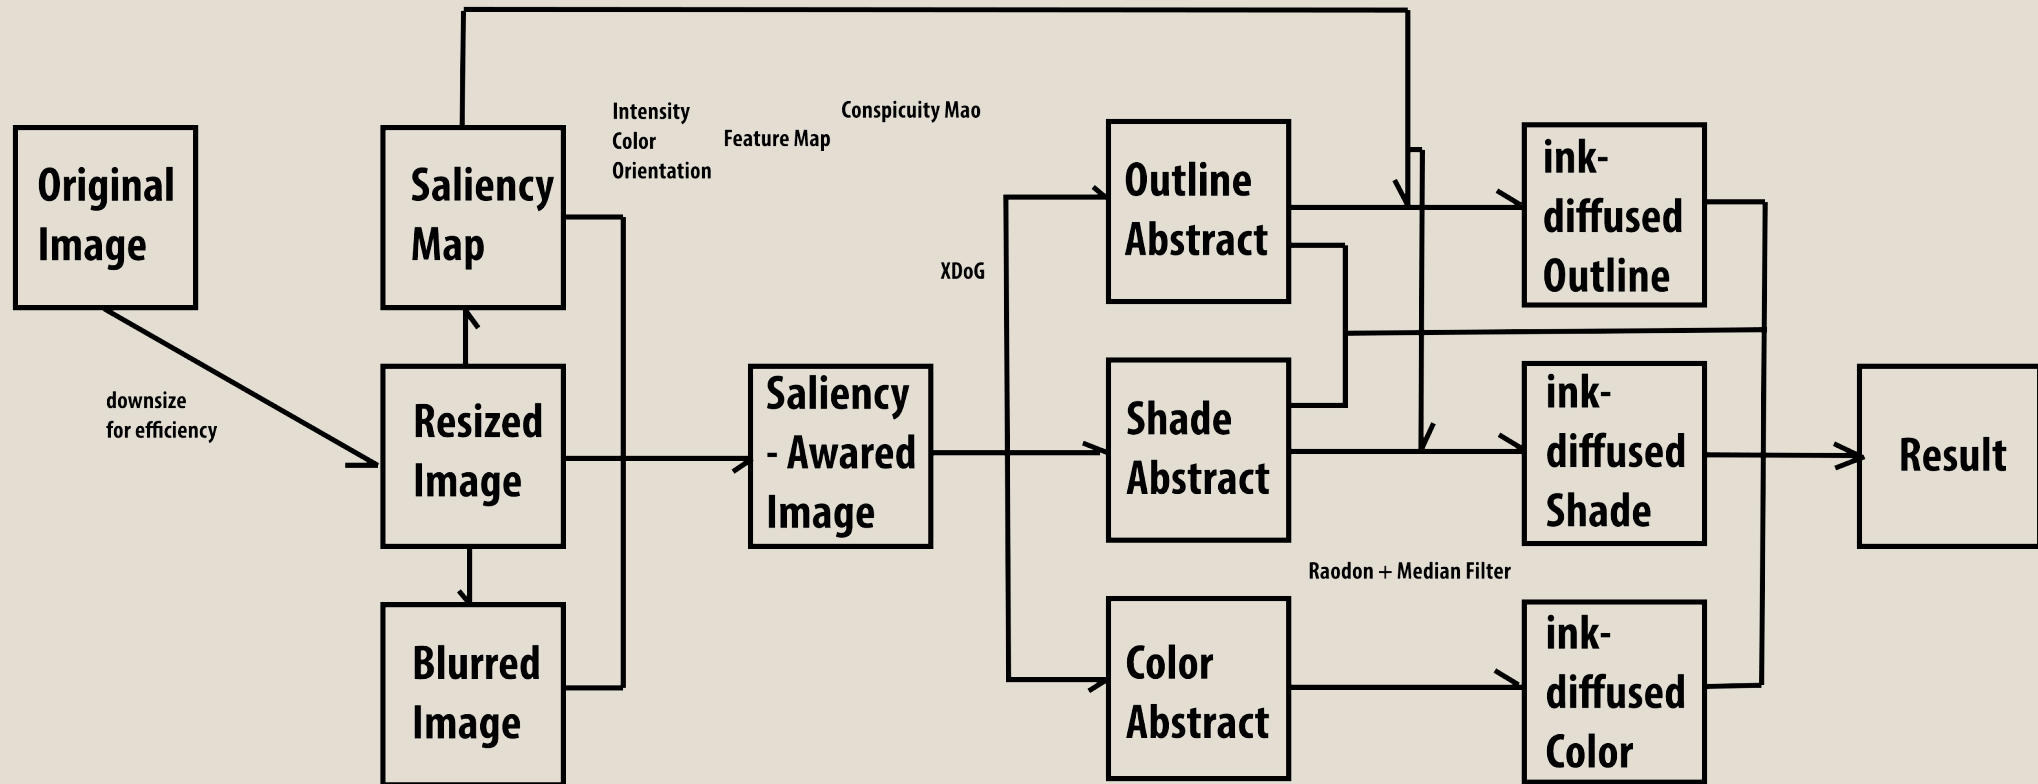 Original
Image
downsize
for efficiency
Saliency
Map
Resized
Image
Blurred
Image
Intensity
Color
Orientation
Feature Map
Conspicuity Mao
Saliency
- Awared
Image
XDoG
Outline
Abstract
Shade
Abstract
Color
Abstract
Raodon + Median Filter
ink-
diffused
Outline
ink-
diffused
Shade
ink-
diffused
Color
Result